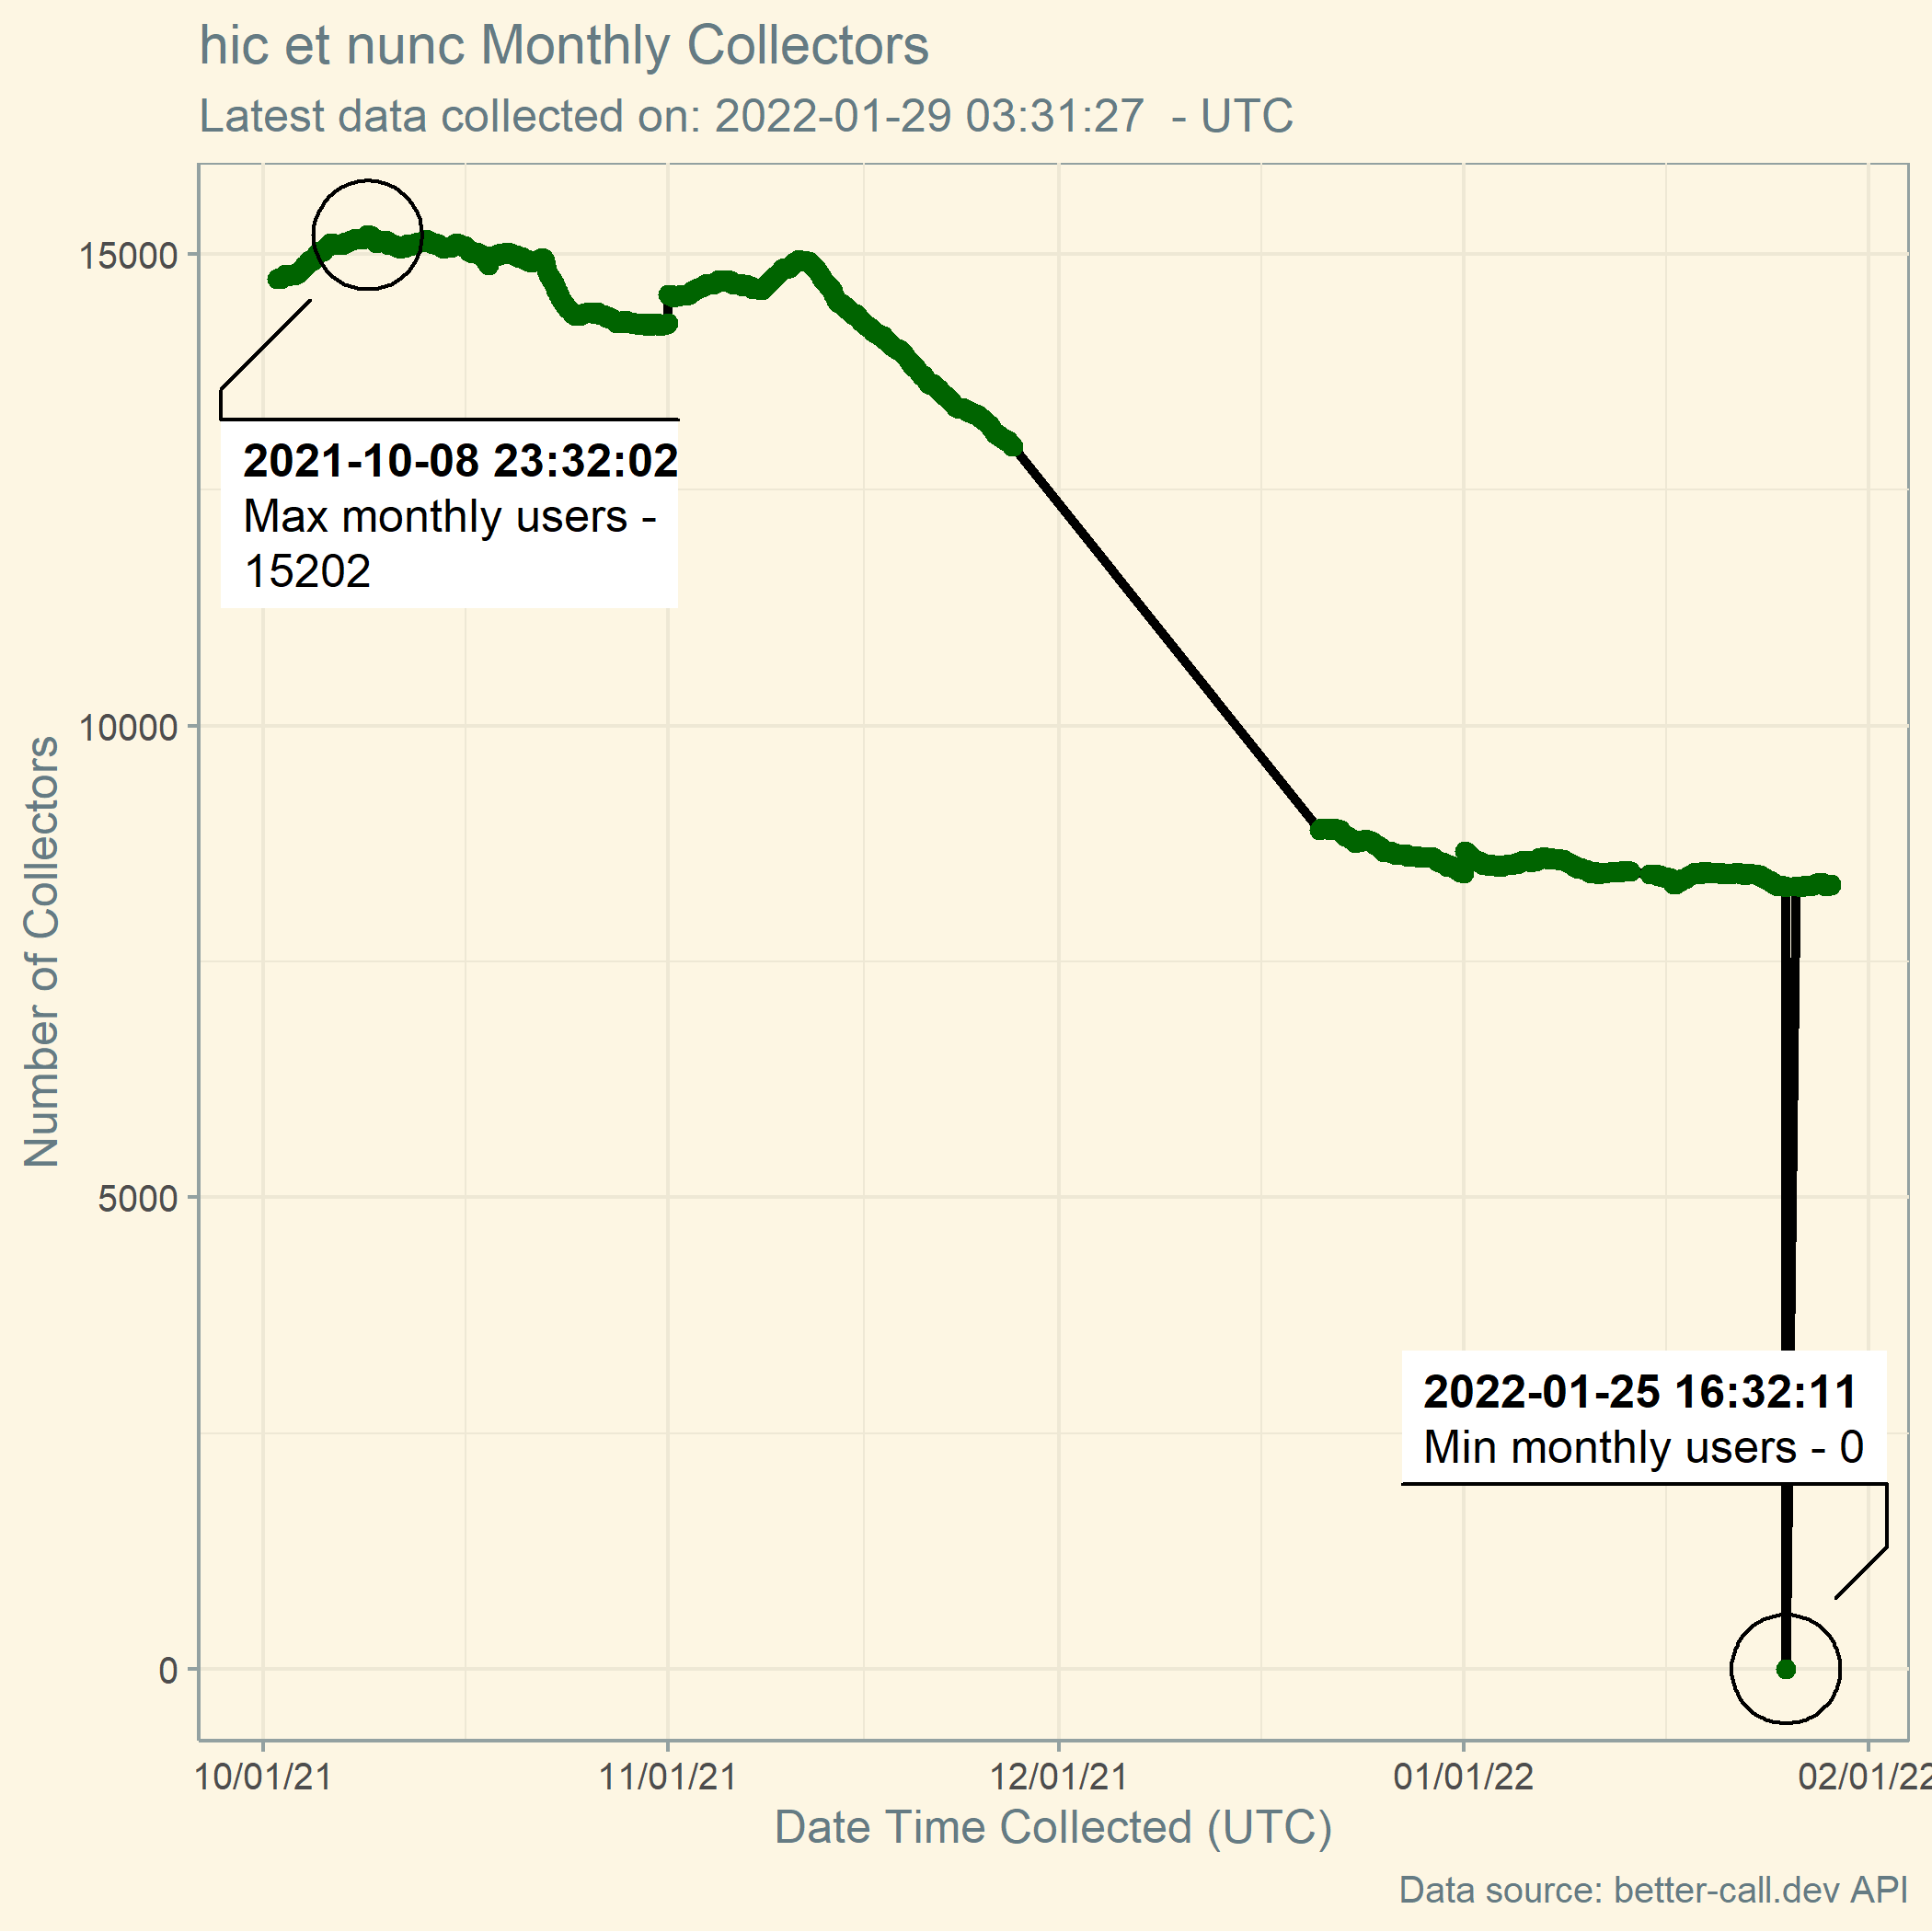 hic et nunc Monthly Collectors
Latest data collected on: 2022-01-29 03:31:27  - UTC
Number of Collectors
15000
10000
5000
0
2021-10-08 23:32:02
Max monthly users -
15202
2022-01-25 16:32:11
Min monthly users - 0
10/01/21
11/01/21
12/01/21
01/01/22
02/01/22
Date Time Collected (UTC)
Data source: better-call.dev API